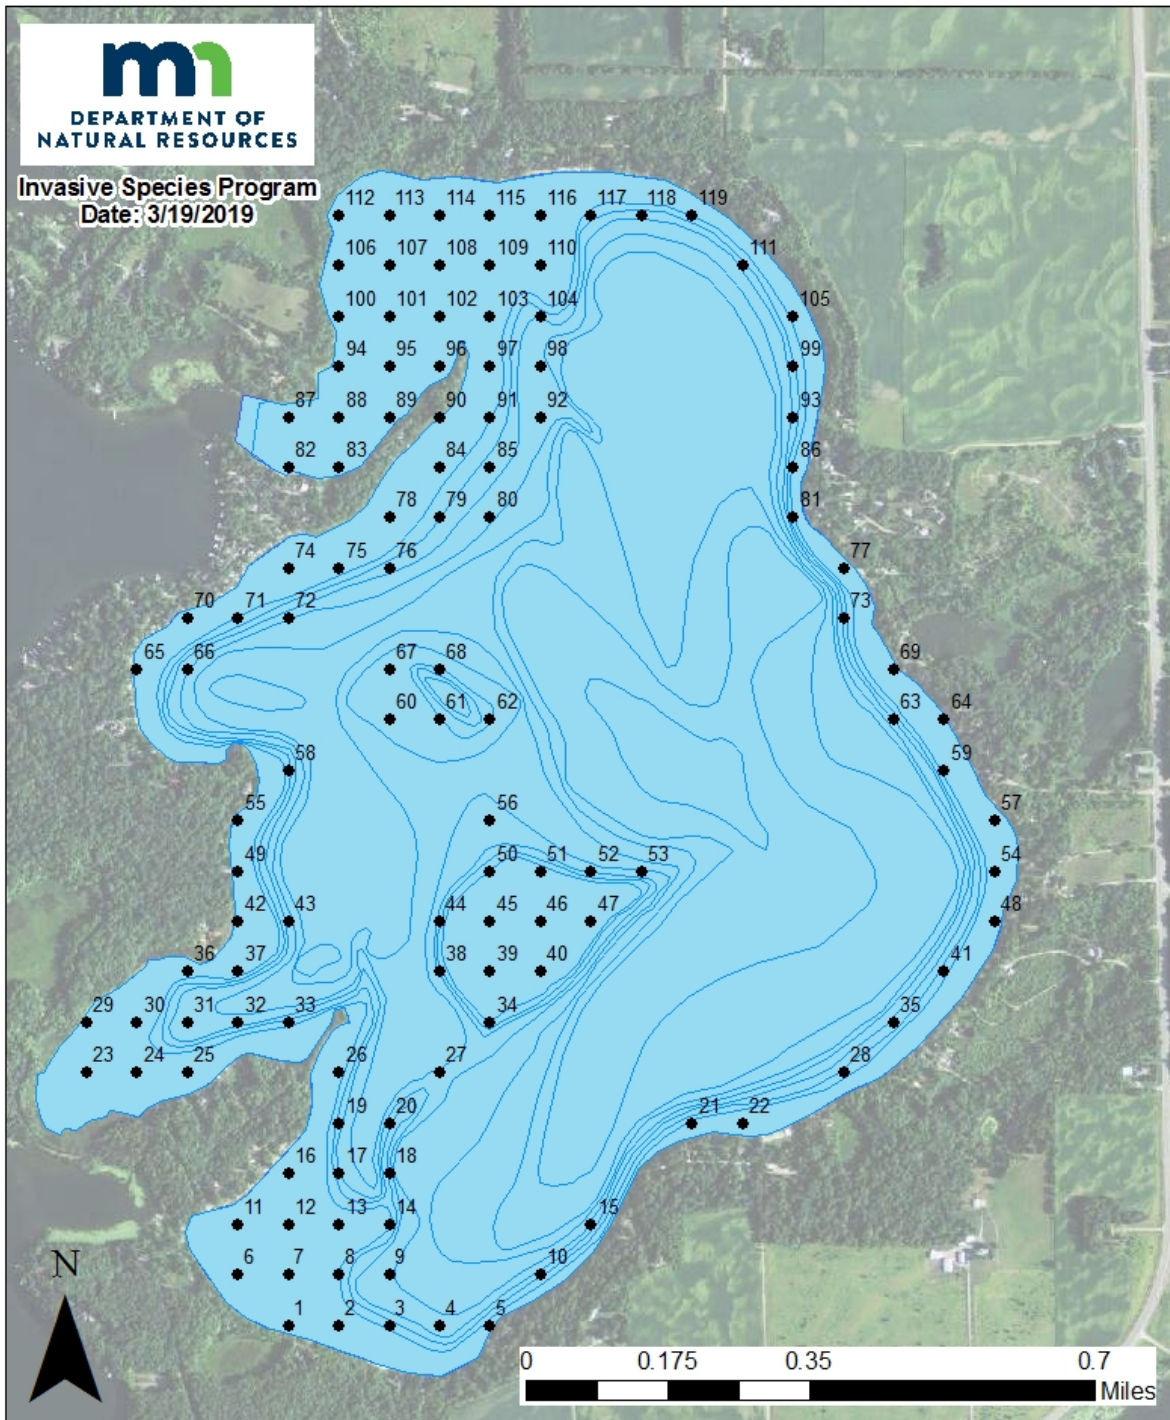 mn
DEPARTMENT OF
NATURAL RESOURCES
Invasive Species Program
Date: 3/19/2019
112 113 114 115 116 117 118 119
106 107 108 109 110 111
100 101 102 103 104 105
94 95 96 97 98 99
87 88 89 90 91 92 93
82 83 84 85 86
78 79 80 81
74 75 76 77
70 71 72 73
65 66 67 68 69
60 61 62 63 64
58 59
55 56 57
49 50 51 52 53 54
42 43 44 45 46 47 48
36 37 38 39 40 41
29 30 31 32 33 34 35
23 24 25 26 27 28
19 20 21 22
16 17 18
11 12 13 14 15
6 7 8 9 10
N
1 2 3 4 5
0 0.175 0.35 0.7
Miles